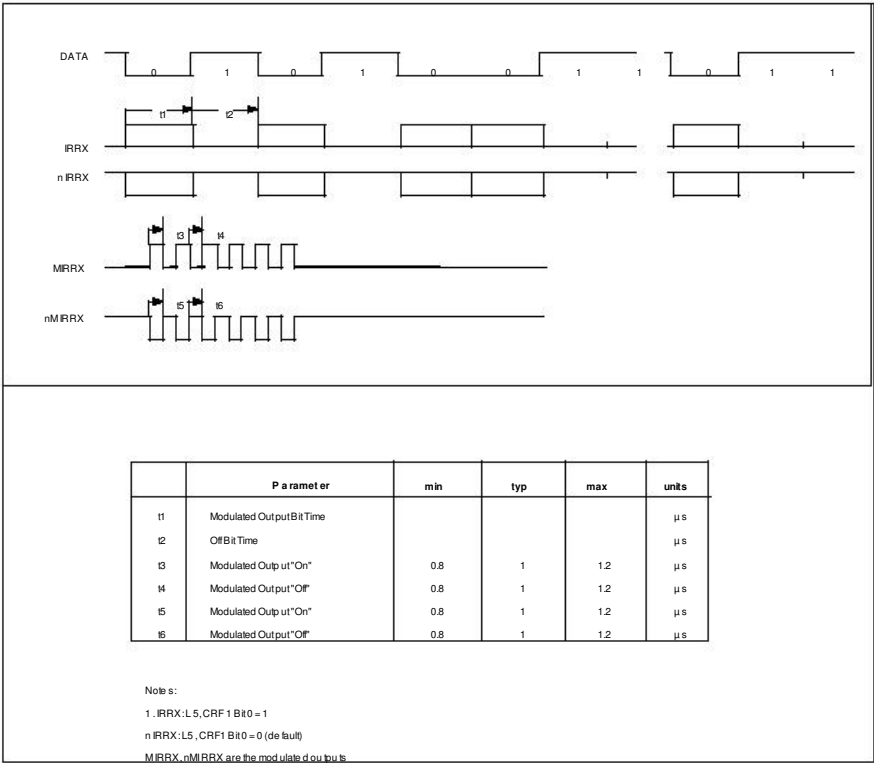 DATA
0 1 0 1 0 0 1 1 0 1 1
t1 t2
IRRX
n IRRX
t3 t4
MIRRX
t5 t6
nMIRRX
Parameter min typ max units
t1 Modulated Output Bit Time µs
t2 Off Bit Time µs
t3 Modulated Output "On" 0.8 1 1.2 µs
t4 Modulated Output "Off" 0.8 1 1.2 µs
t5 Modulated Output "On" 0.8 1 1.2 µs
t6 Modulated Output "Off" 0.8 1 1.2 µs
Notes:
1. IRRX: L5, CRF1 Bit 0 = 1
nIRRX: L5, CRF1 Bit 0 = 0 (default)
MIRRX, nMIRRX are the modulated outputs